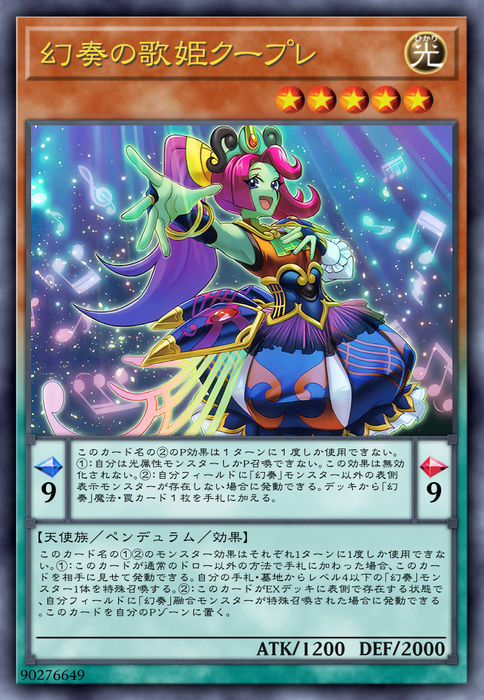 幻奏の歌姫クープレ
ひかり
光
このカード名の②のP効果は1ターンに1度しか使用できない。
①:自分は光属性モンスターしかP召喚できない。この効果は無効
化されない。②:自分フィールドに「幻奏」モンスター以外の表側
表示モンスターが存在しない場合に発動できる。デッキから「幻
奏」魔法・罠カード1枚を手札に加える。
9
9
【天使族/ペンデュラム/効果】
このカード名の①②のモンスター効果はそれぞれ1ターンに1度しか使用でき
ない。①:このカードが通常のドロー以外の方法で手札に加わった場合、このカー
ドを相手に見せて発動できる。自分の手札・墓地からレベル4以下の「幻奏」モン
スター1体を特殊召喚する。②:このカードがEXデッキに表側で存在する状態
で、自分フィールドに「幻奏」融合モンスターが特殊召喚された場合に発動できる。
このカードを自分のPゾーンに置く。
ATK/1200 DEF/2000
90276649